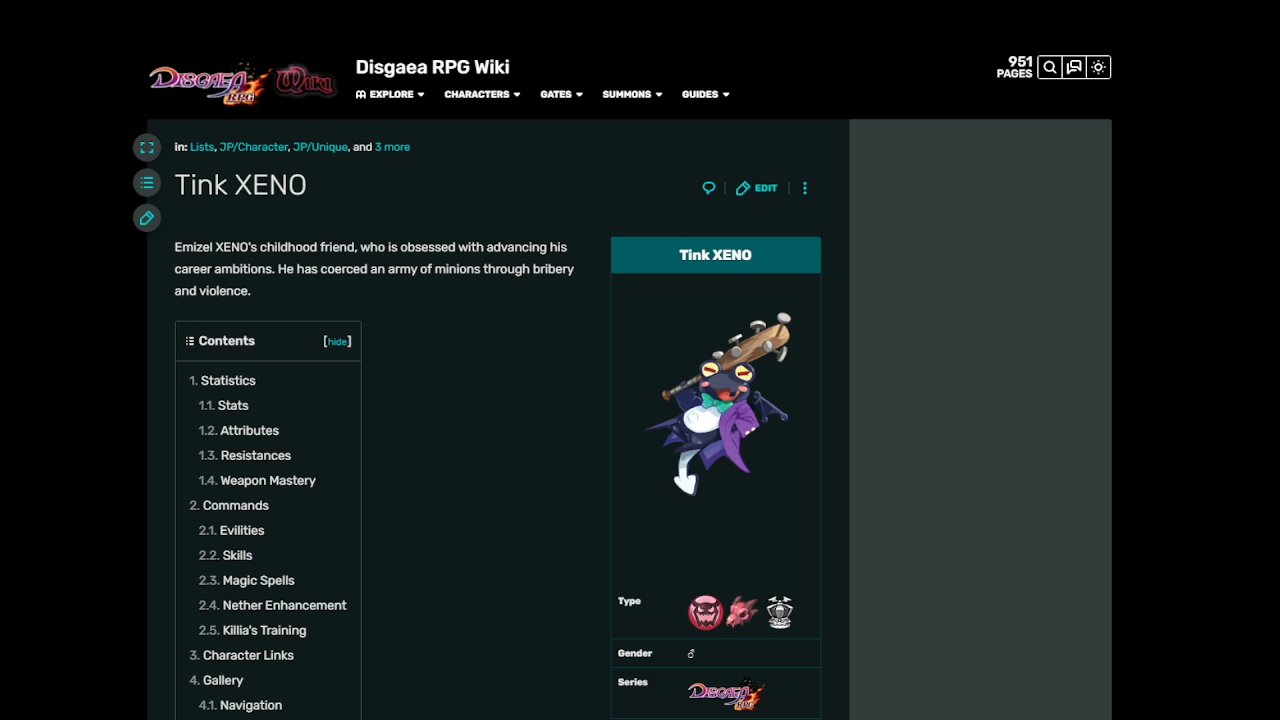 DISGAEA RPG WIKI
Disgaea RPG Wiki
EXPLORE CHARACTERS GATES SUMMONS GUIDES
951 PAGES
in: Lists, JP/Character, JP/Unique, and 3 more
Tink XENO
EDIT
Emizel XENO's childhood friend, who is obsessed with advancing his
career ambitions. He has coerced an army of minions through bribery
and violence.
Contents [hide]
1. Statistics
1.1. Stats
1.2. Attributes
1.3. Resistances
1.4. Weapon Mastery
2. Commands
2.1. Evilities
2.2. Skills
2.3. Magic Spells
2.4. Nether Enhancement
2.5. Killia's Training
3. Character Links
4. Gallery
4.1. Navigation
Tink XENO
Type
Gender ♂
Series DISGAEA RPG